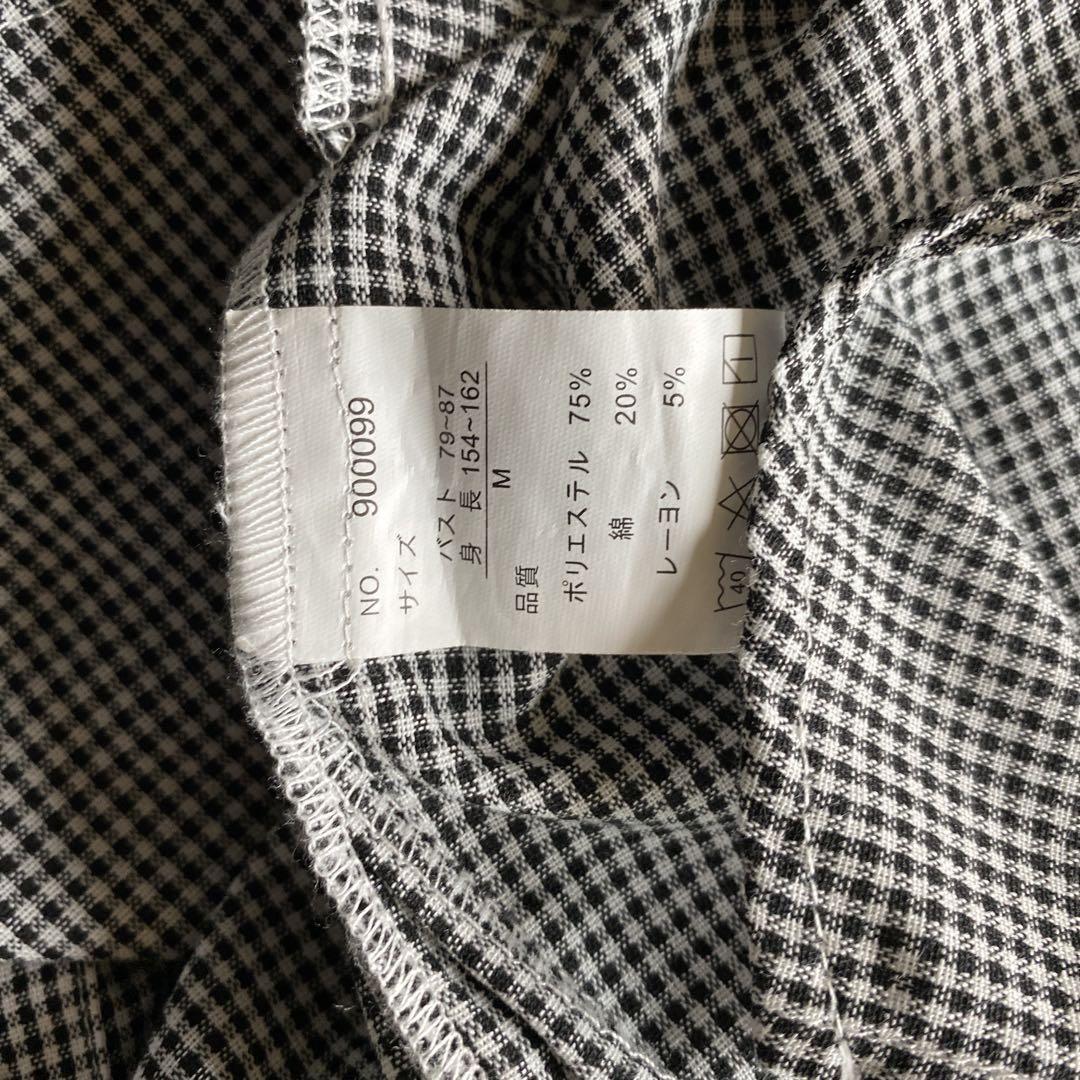 NO. 900099
サイズ
バスト 79~87
身 長 154~162
M
品質
ポリエステル 75%
綿 20%
レーヨン 5%
40